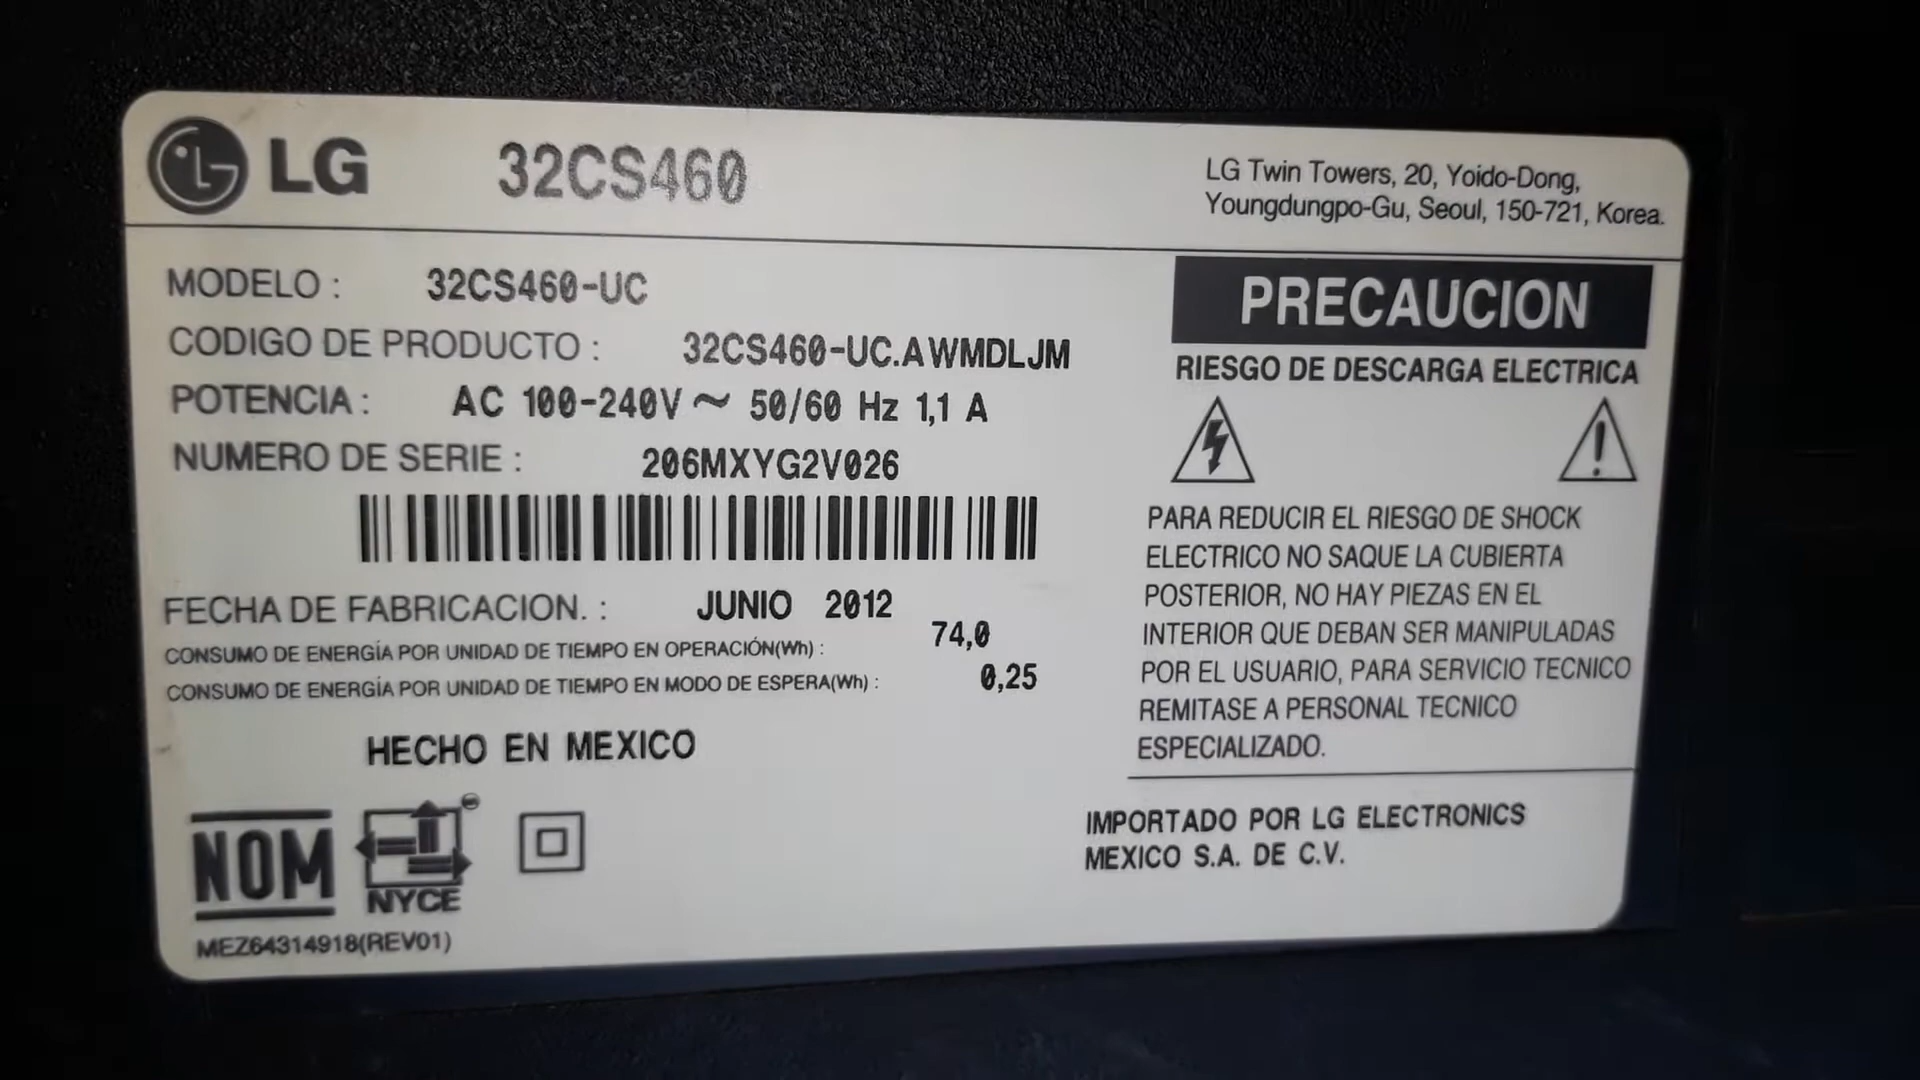 LG 32CS460
LG Twin Towers, 20, Yoido-Dong,
Youngdungpo-Gu, Seoul, 150-721, Korea.
MODELO : 32CS460-UC
CODIGO DE PRODUCTO : 32CS460-UC.AWMDLJM
POTENCIA : AC 100-240V ~ 50/60 Hz 1,1 A
NUMERO DE SERIE : 206MXYG2V026
FECHA DE FABRICACION. : JUNIO 2012
CONSUMO DE ENERGÍA POR UNIDAD DE TIEMPO EN OPERACIÓN(Wh) : 74,0
CONSUMO DE ENERGÍA POR UNIDAD DE TIEMPO EN MODO DE ESPERA(Wh) : 0,25
HECHO EN MEXICO
NOM
NYCE
MEZ64314918(REV01)
PRECAUCION
RIESGO DE DESCARGA ELECTRICA
PARA REDUCIR EL RIESGO DE SHOCK
ELECTRICO NO SAQUE LA CUBIERTA
POSTERIOR, NO HAY PIEZAS EN EL
INTERIOR QUE DEBAN SER MANIPULADAS
POR EL USUARIO, PARA SERVICIO TECNICO
REMITASE A PERSONAL TECNICO
ESPECIALIZADO.
IMPORTADO POR LG ELECTRONICS
MEXICO S.A. DE C.V.